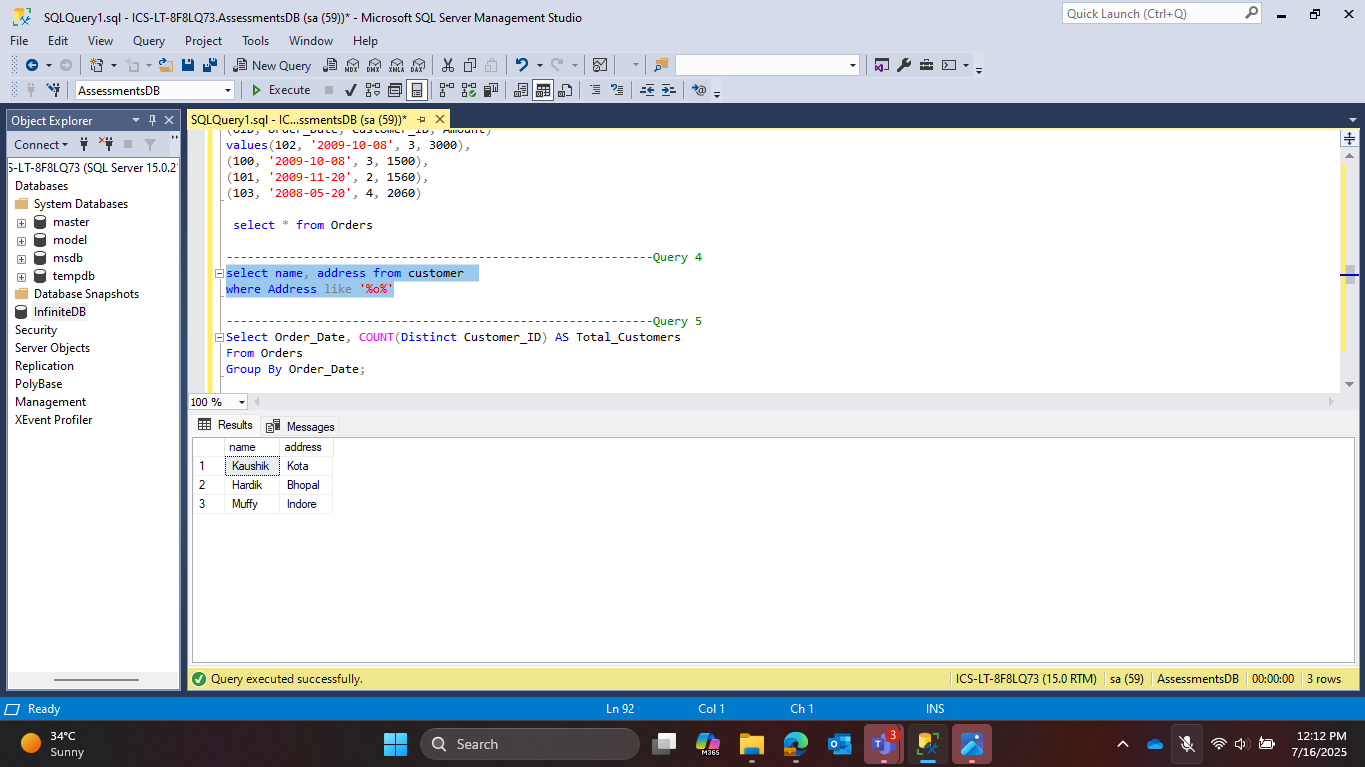 SQLQuery1.sql - ICS-LT-8F8LQ73.AssessmentsDB (sa (59))* - Microsoft SQL Server Management Studio
Quick Launch (Ctrl+Q)
File Edit View Query Project Tools Window Help
New Query MDX DMX XMLA DAX
AssessmentsDB Execute
Object Explorer
Connect
S-LT-8F8LQ73 (SQL Server 15.0.2
Databases
System Databases
master
model
msdb
tempdb
Database Snapshots
InfiniteDB
Security
Server Objects
Replication
PolyBase
Management
XEvent Profiler
SQLQuery1.sql - IC...ssmentsDB (sa (59))*
(OID, Order_Date, Customer_ID, Amount)
values(102, '2009-10-08', 3, 3000),
(100, '2009-10-08', 3, 1500),
(101, '2009-11-20', 2, 1560),
(103, '2008-05-20', 4, 2060)
select * from Orders
-------------------------------------------------------------Query 4
select name, address from customer
where Address like '%o%'
-------------------------------------------------------------Query 5
Select Order_Date, COUNT(Distinct Customer_ID) AS Total_Customers
From Orders
Group By Order_Date;
100 %
Results Messages
name address
1 Kaushik Kota
2 Hardik Bhopal
3 Muffy Indore
Query executed successfully. ICS-LT-8F8LQ73 (15.0 RTM) sa (59) AssessmentsDB 00:00:00 3 rows
Ready Ln 92 Col 1 Ch 1 INS
34°C
Sunny
Search
M365
3
12:12 PM
7/16/2025